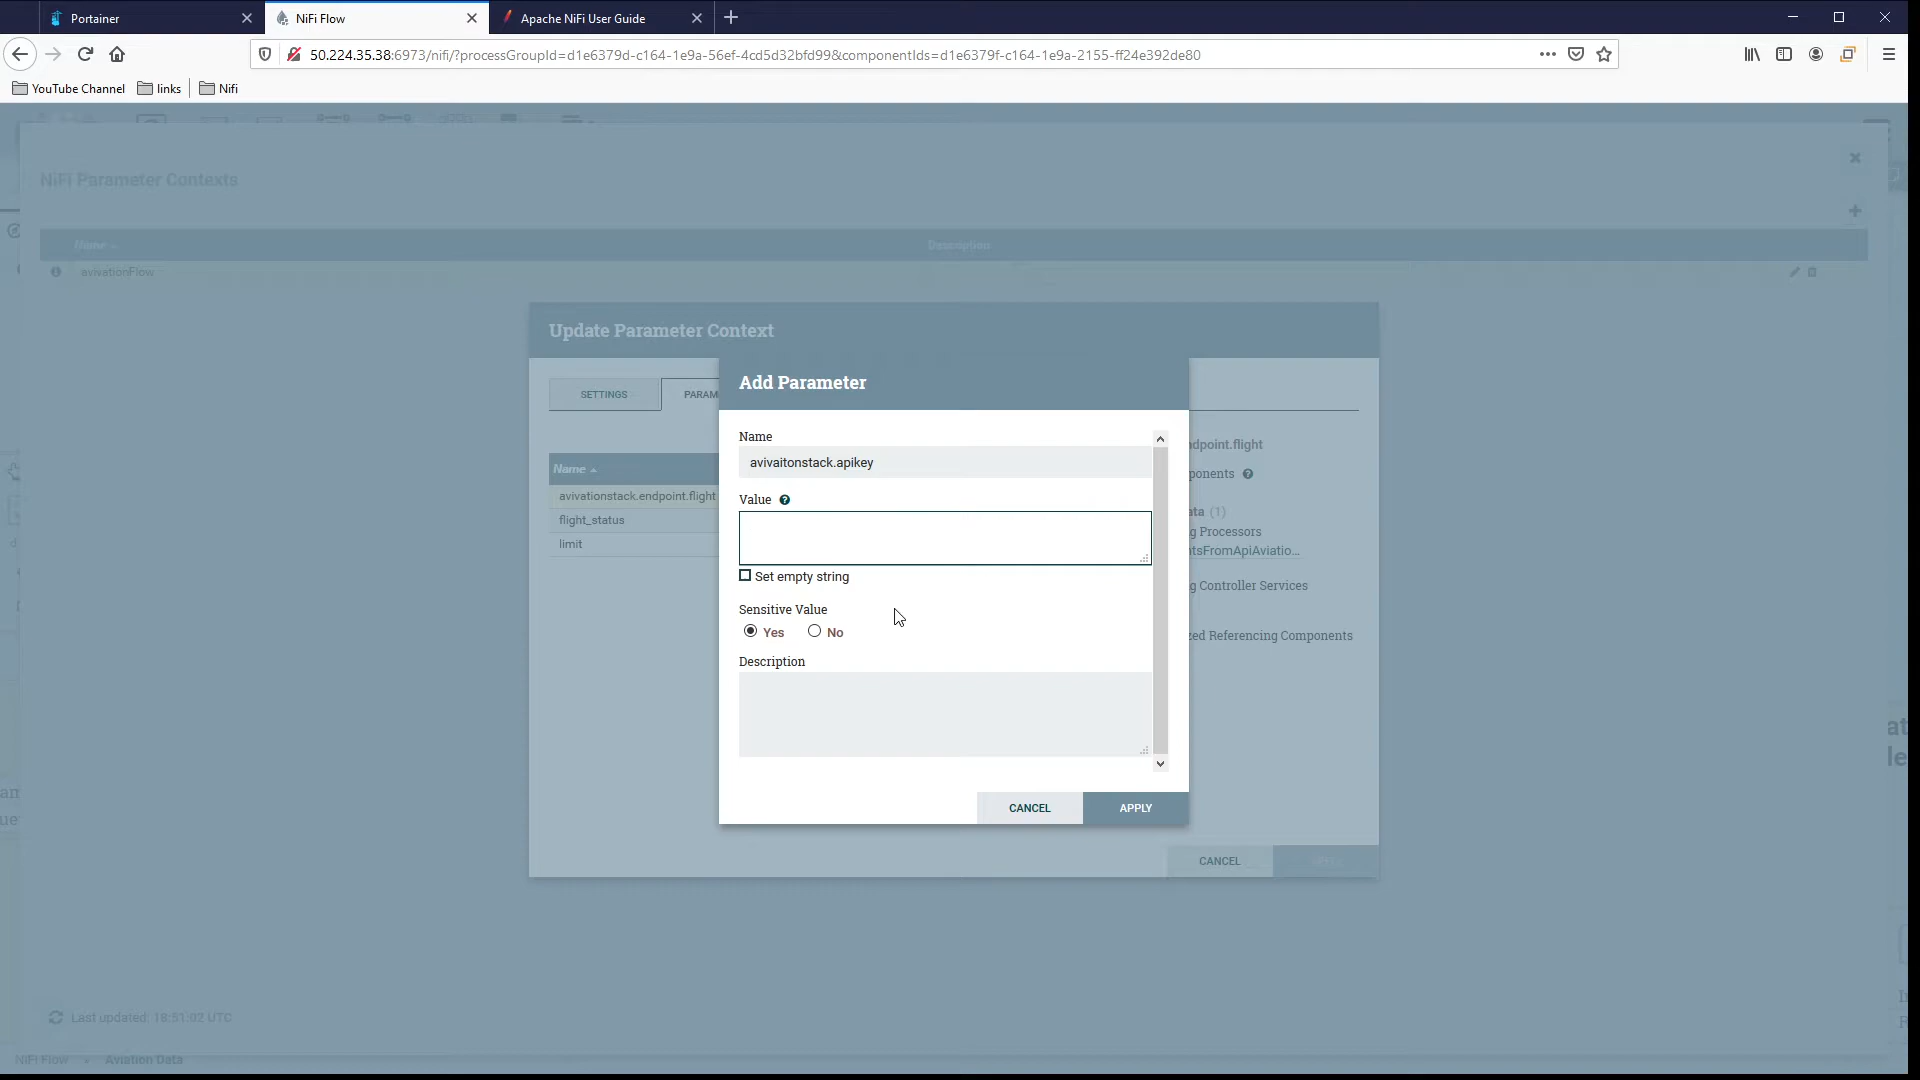 Portainer
NiFi Flow
Apache NiFi User Guide
50.224.35.38:6973/nifi/?processGroupId=d1e6379d-c164-1e9a-56ef-4cd5d32bfd99&componentIds=d1e6379f-c164-1e9a-2155-ff24e392de80
YouTube Channel
links
Nifi
NiFi Parameter Contexts
Name
Description
avivationFlow
Update Parameter Context
SETTINGS
PARAM
Add Parameter
Name
avivaitonstack.apikey
Value
Set empty string
Sensitive Value
Yes
No
Description
CANCEL
APPLY
Name
avivationstack.endpoint.flight
flight_status
limit
dpoint.flight
ponents
ata (1)
g Processors
tsFromApiAviatio...
g Controller Services
zed Referencing Components
CANCEL
APPLY
Last updated: 18:51:02 UTC
NiFi Flow
Aviation Data